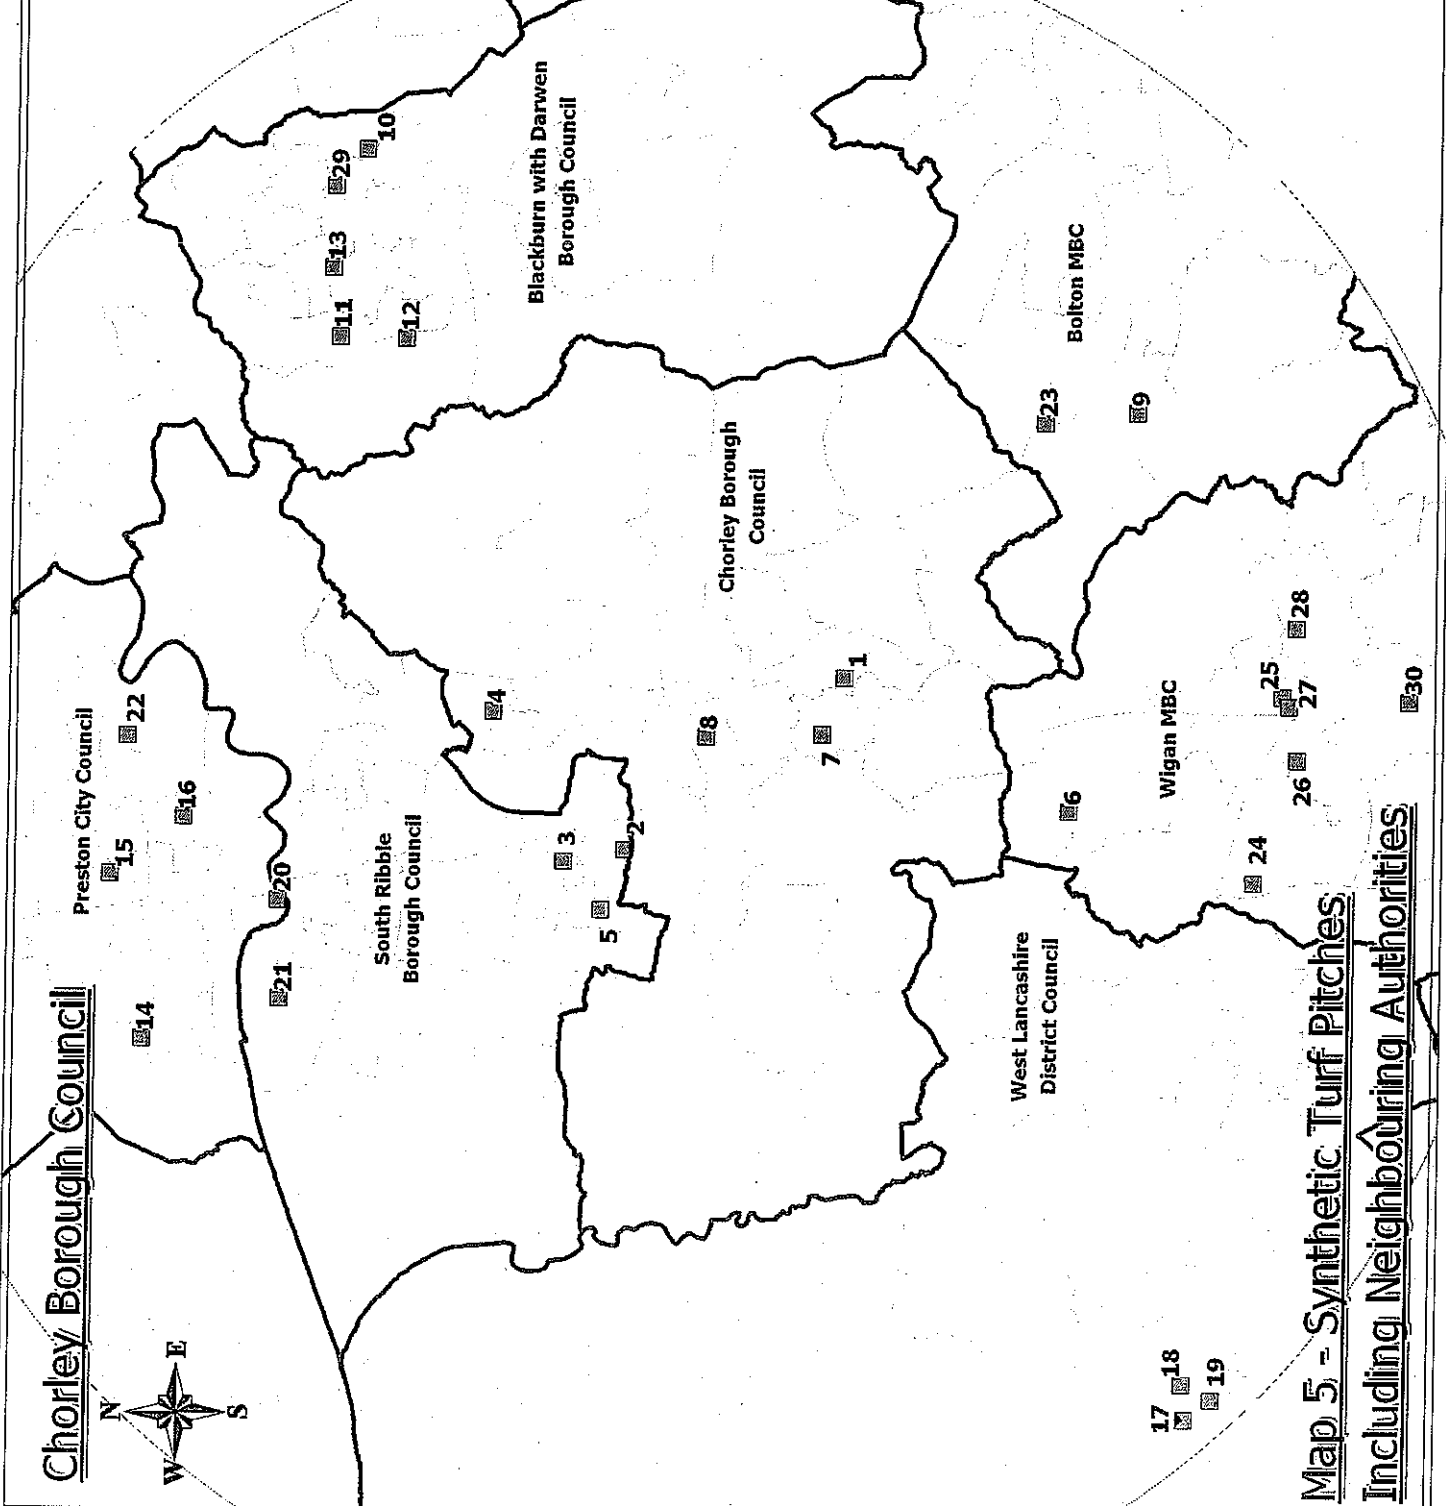 Chorley Borough Council
N
W E
S
Preston City Council
14
15
16
22
21
20
South Ribble
Borough Council
3
2
5
4
8
7
1
Chorley Borough
Council
11
13
29
10
12
Blackburn with Darwen
Borough Council
Bolton MBC
23
9
West Lancashire
District Council
17
18
19
Wigan MBC
6
24
26
25
27
28
30
Map 5 - Synthetic Turf Pitches
Including Neighbouring Authorities